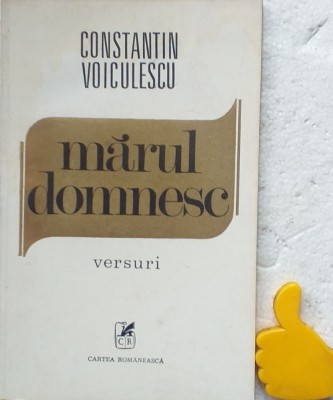 CONSTANTIN
VOICULESCU
mărul
domnesc
versuri
CR
CARTEA ROMÂNEASCĂ